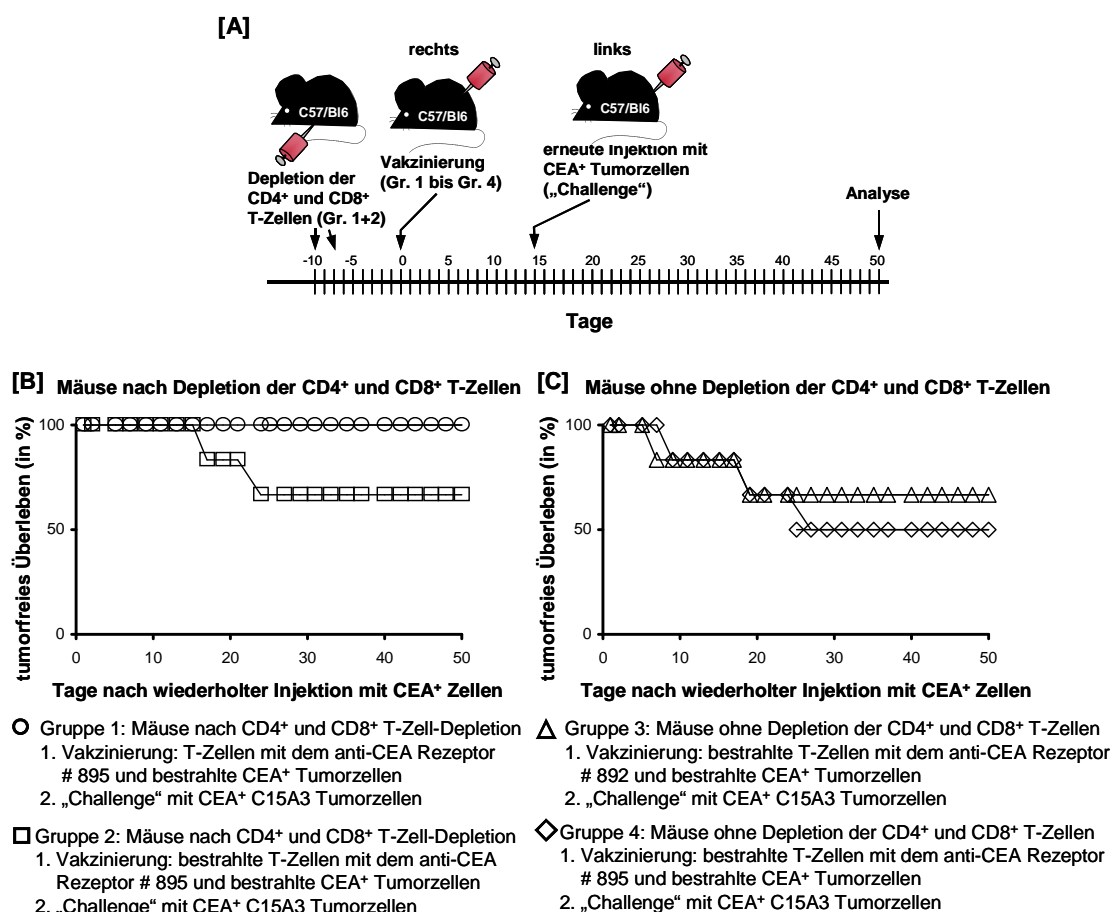 [A]
rechts
links
C57/Bl6
C57/Bl6
C57/Bl6
erneute Injektion mit
CEA⁺ Tumorzellen
(„Challenge“)
Vakzinierung
(Gr. 1 bis Gr. 4)
Depletion der
CD4⁺ und CD8⁺
T-Zellen (Gr. 1+2)
Analyse
-10 -5 0 5 10 15 20 25 30 35 40 45 50
Tage
[B] Mäuse nach Depletion der CD4⁺ und CD8⁺ T-Zellen
tumorfreies Überleben (in %)
100
50
0
0 10 20 30 40 50
Tage nach wiederholter Injektion mit CEA⁺ Zellen
Gruppe 1: Mäuse nach CD4⁺ und CD8⁺ T-Zell-Depletion
1. Vakzinierung: T-Zellen mit dem anti-CEA Rezeptor
# 895 und bestrahlte CEA⁺ Tumorzellen
2. „Challenge“ mit CEA⁺ C15A3 Tumorzellen
Gruppe 2: Mäuse nach CD4⁺ und CD8⁺ T-Zell-Depletion
1. Vakzinierung: bestrahlte T-Zellen mit dem anti-CEA
Rezeptor # 895 und bestrahlte CEA⁺ Tumorzellen
2. „Challenge“ mit CEA⁺ C15A3 Tumorzellen
[C] Mäuse ohne Depletion der CD4⁺ und CD8⁺ T-Zellen
tumorfreies Überleben (in %)
100
50
0
0 10 20 30 40 50
Tage nach wiederholter Injektion mit CEA⁺ Zellen
Gruppe 3: Mäuse ohne Depletion der CD4⁺ und CD8⁺ T-Zellen
1. Vakzinierung: bestrahlte T-Zellen mit dem anti-CEA Rezeptor
# 892 und bestrahlte CEA⁺ Tumorzellen
2. „Challenge“ mit CEA⁺ C15A3 Tumorzellen
Gruppe 4: Mäuse ohne Depletion der CD4⁺ und CD8⁺ T-Zellen
1. Vakzinierung: bestrahlte T-Zellen mit dem anti-CEA Rezeptor
# 895 und bestrahlte CEA⁺ Tumorzellen
2. „Challenge“ mit CEA⁺ C15A3 Tumorzellen